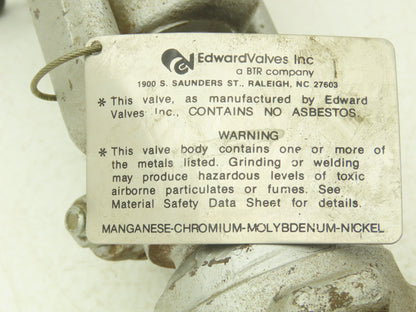 EdwardValves Inc
a BTR company
1900 S. SAUNDERS ST., RALEIGH, NC 27603
* This valve, as manufactured by Edward
Valves Inc., CONTAINS NO ASBESTOS.
WARNING
* This valve body contains one or more of
the metals listed. Grinding or welding
may produce hazardous levels of toxic
airborne particulates or fumes. See
Material Safety Data Sheet for details.
MANGANESE-CHROMIUM-MOLYBDENUM-NICKEL